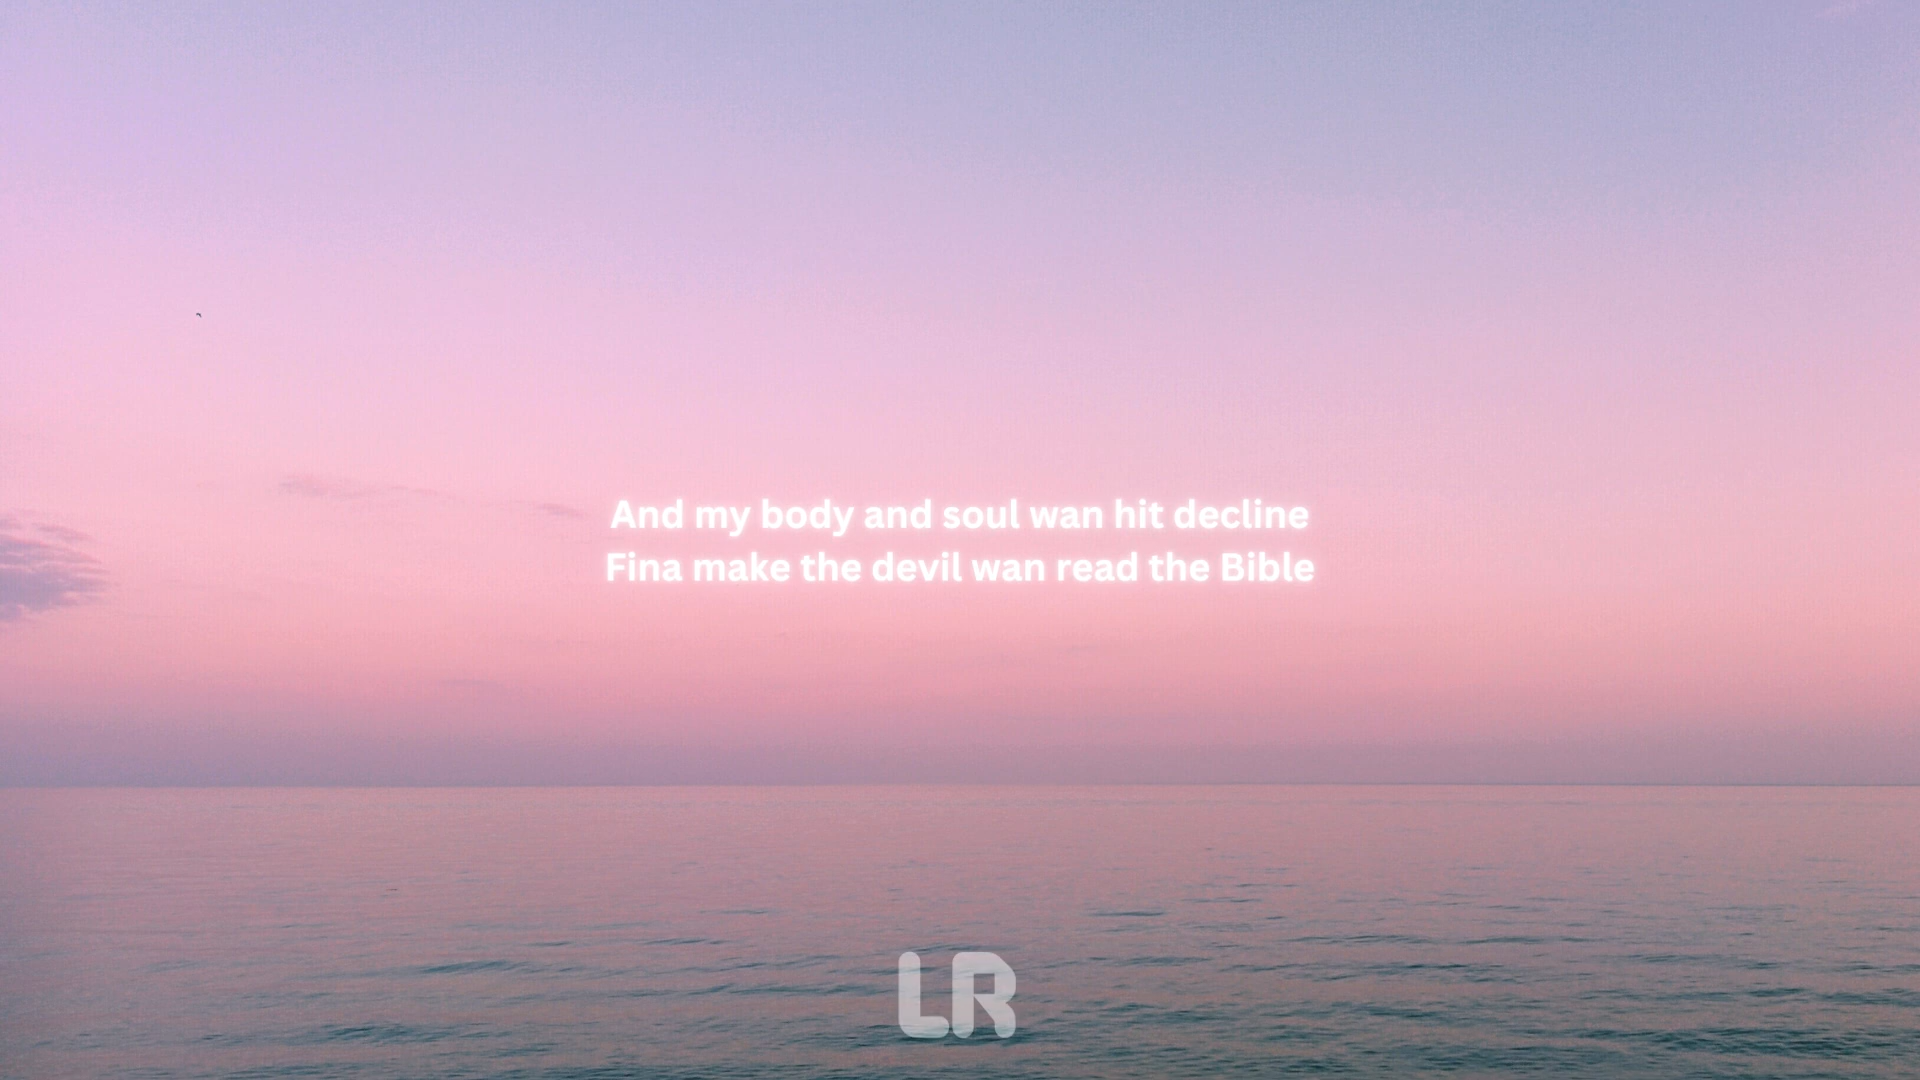 And my body and soul wan hit decline
Fina make the devil wan read the Bible
LR